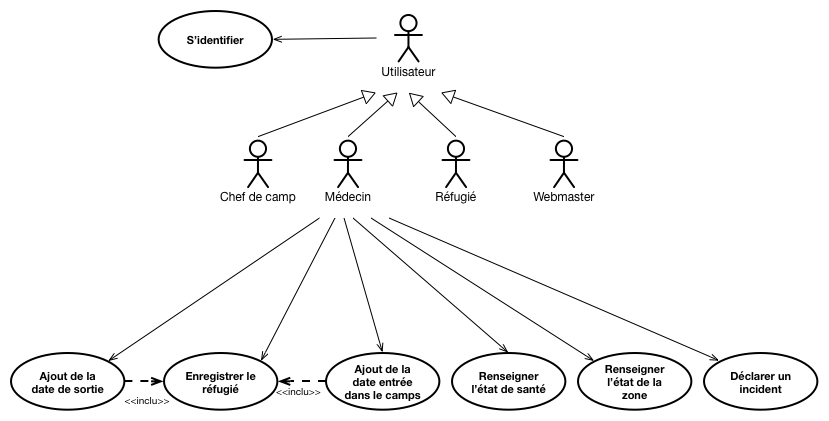 S'identifier
Utilisateur
Chef de camp
Médecin
Réfugié
Webmaster
Ajout de la
date de sortie
<<inclu>>
Enregistrer le
réfugié
<<inclu>>
Ajout de la
date entrée
dans le camps
Renseigner
l'état de santé
Renseigner
l'état de la
zone
Déclarer un
incident